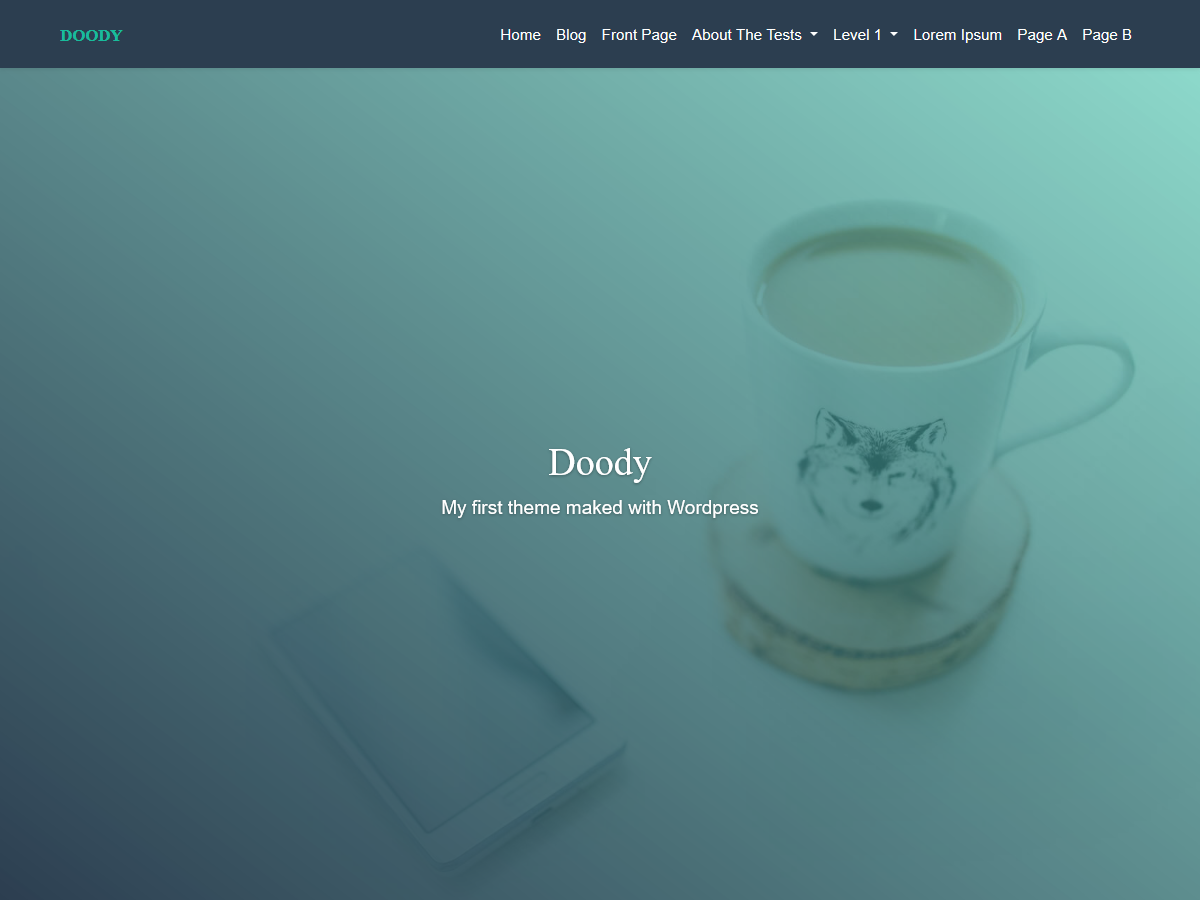 DOODY
Home Blog Front Page About The Tests Level 1 Lorem Ipsum Page A Page B
Doody
My first theme maked with Wordpress